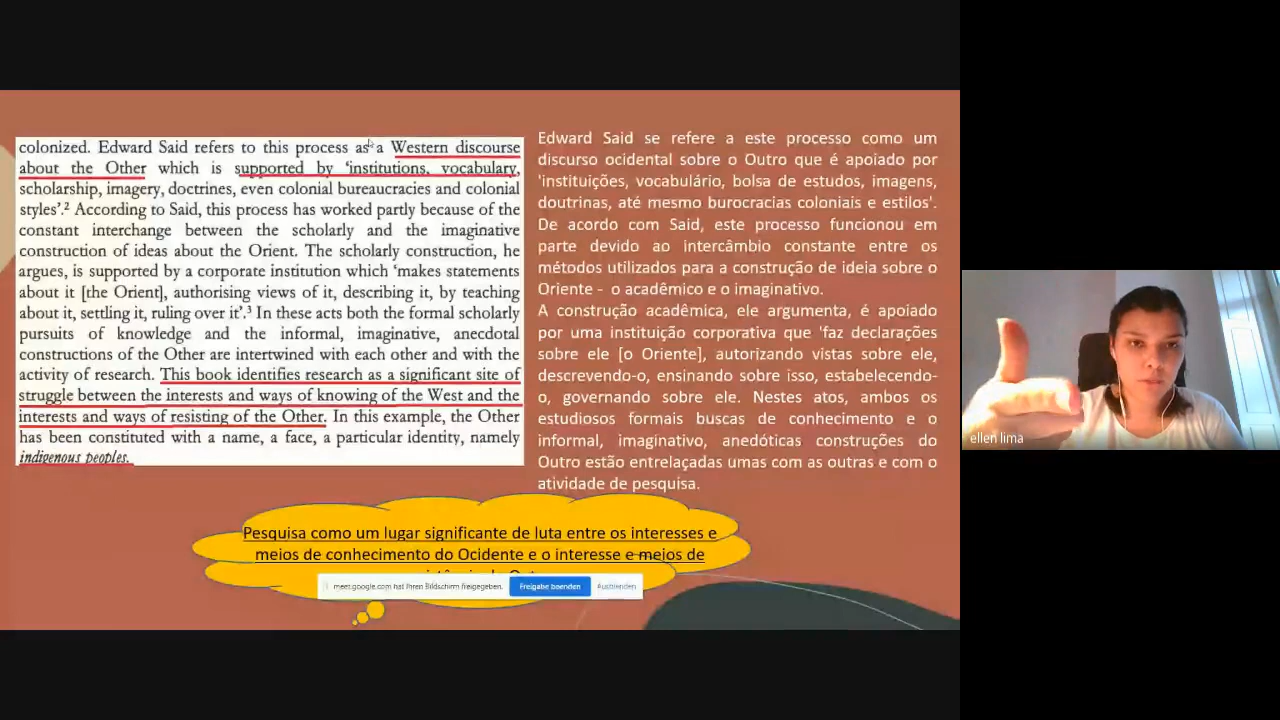 colonized. Edward Said refers to this process as a Western discourse
about the Other which is supported by ‘institutions, vocabulary,
scholarship, imagery, doctrines, even colonial bureaucracies and colonial
styles’.² According to Said, this process has worked partly because of the
constant interchange between the scholarly and the imaginative
construction of ideas about the Orient. The scholarly construction, he
argues, is supported by a corporate institution which ‘makes statements
about it [the Orient], authorising views of it, describing it, by teaching
about it, settling it, ruling over it’.³ In these acts both the formal scholarly
pursuits of knowledge and the informal, imaginative, anecdotal
constructions of the Other are intertwined with each other and with the
activity of research. This book identifies research as a significant site of
struggle between the interests and ways of knowing of the West and the
interests and ways of resisting of the Other. In this example, the Other
has been constituted with a name, a face, a particular identity, namely
indigenous peoples.
Edward Said se refere a este processo como um
discurso ocidental sobre o Outro que é apoiado por
'instituições, vocabulário, bolsa de estudos, imagens,
doutrinas, até mesmo burocracias coloniais e estilos'.
De acordo com Said, este processo funcionou em
parte devido ao intercâmbio constante entre os
métodos utilizados para a construção de ideia sobre o
Oriente - o acadêmico e o imaginativo.
A construção acadêmica, ele argumenta, é apoiado
por uma instituição corporativa que 'faz declarações
sobre ele [o Oriente], autorizando vistas sobre ele,
descrevendo-o, ensinando sobre isso, estabelecendo-
o, governando sobre ele. Nestes atos, ambos os
estudiosos formais buscas de conhecimento e o
informal, imaginativo, anedóticas construções do
Outro estão entrelaçadas umas com as outras e com o
atividade de pesquisa.
Pesquisa como um lugar significante de luta entre os interesses e
meios de conhecimento do Ocidente e o interesse e meios de
meet.google.com hat Ihren Bildschirm freigegeben.
Freigabe beenden
Ausblenden
ellen lima